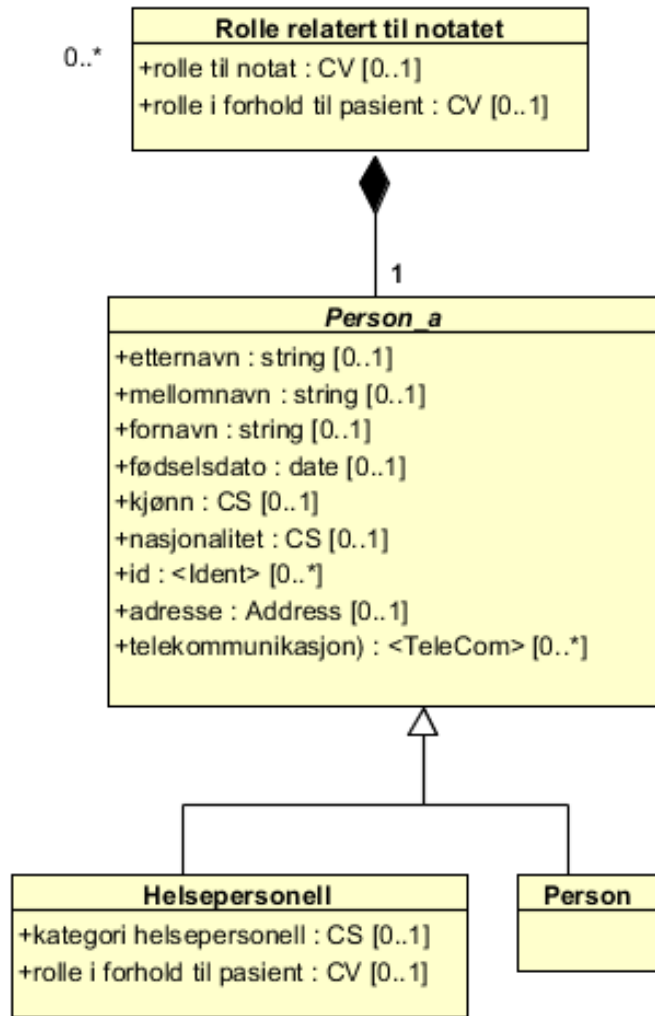 Rolle relatert til notatet
0..*
+rolle til notat : CV [0..1]
+rolle i forhold til pasient : CV [0..1]
1
Person_a
+etternavn : string [0..1]
+mellomnavn : string [0..1]
+fornavn : string [0..1]
+fødselsdato : date [0..1]
+kjønn : CS [0..1]
+nasjonalitet : CS [0..1]
+id : <Ident> [0..*]
+adresse : Address [0..1]
+telekommunikasjon) : <TeleCom> [0..*]
Helsepersonell
+kategori helsepersonell : CS [0..1]
+rolle i forhold til pasient : CV [0..1]
Person